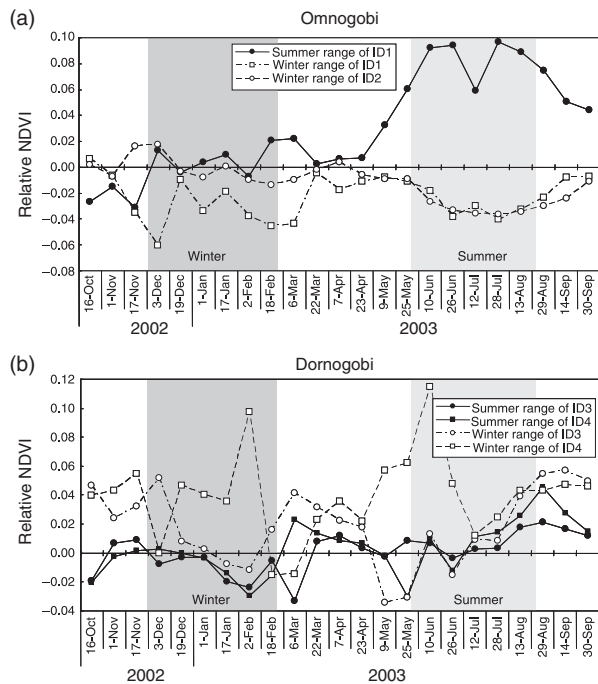 (a)
Omnogobi
Relative NDVI
0.10
0.08
0.06
0.04
0.02
0.00
−0.02
−0.04
−0.06
−0.08
Summer range of ID1
Winter range of ID1
Winter range of ID2
Winter
Summer
16-Oct
1-Nov
17-Nov
3-Dec
19-Dec
1-Jan
17-Jan
2-Feb
18-Feb
6-Mar
22-Mar
7-Apr
23-Apr
9-May
25-May
10-Jun
26-Jun
12-Jul
28-Jul
13-Aug
29-Aug
14-Sep
30-Sep
2002
2003
(b)
Dornogobi
Relative NDVI
0.12
0.10
0.08
0.06
0.04
0.02
0.00
−0.02
−0.04
Summer range of ID3
Summer range of ID4
Winter range of ID3
Winter range of ID4
Winter
Summer
16-Oct
1-Nov
17-Nov
3-Dec
19-Dec
1-Jan
17-Jan
2-Feb
18-Feb
6-Mar
22-Mar
7-Apr
23-Apr
9-May
25-May
10-Jun
26-Jun
12-Jul
28-Jul
13-Aug
29-Aug
14-Sep
30-Sep
2002
2003